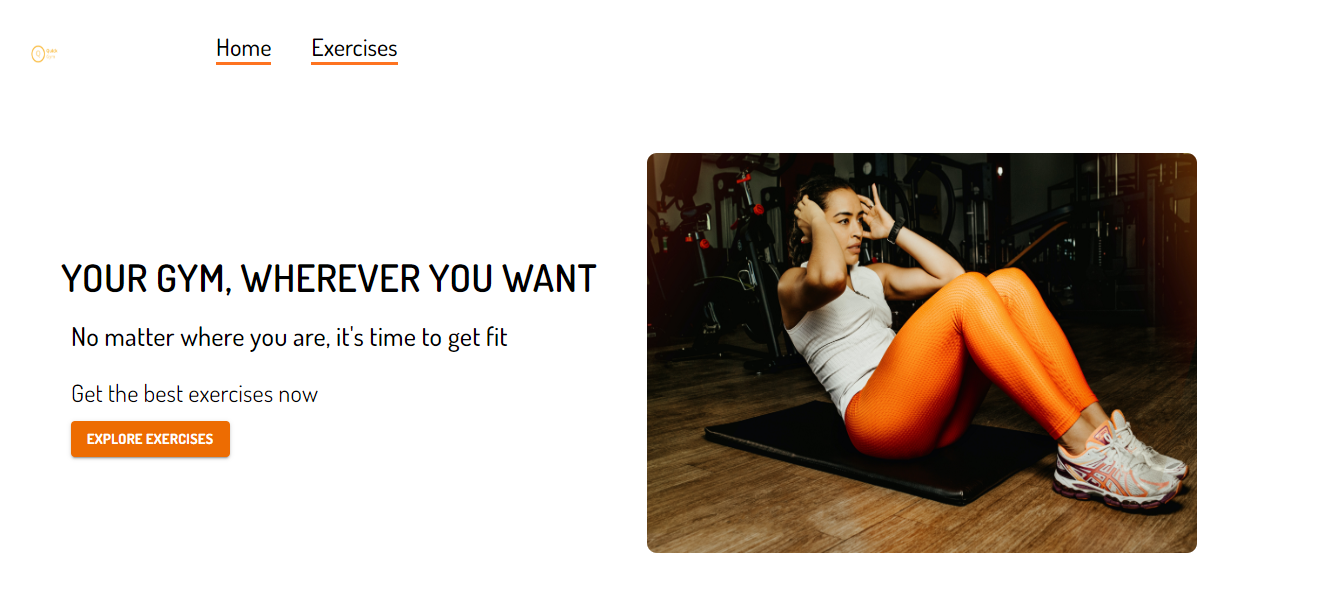 Home Exercises
YOUR GYM, WHEREVER YOU WANT
No matter where you are, it's time to get fit
Get the best exercises now
EXPLORE EXERCISES